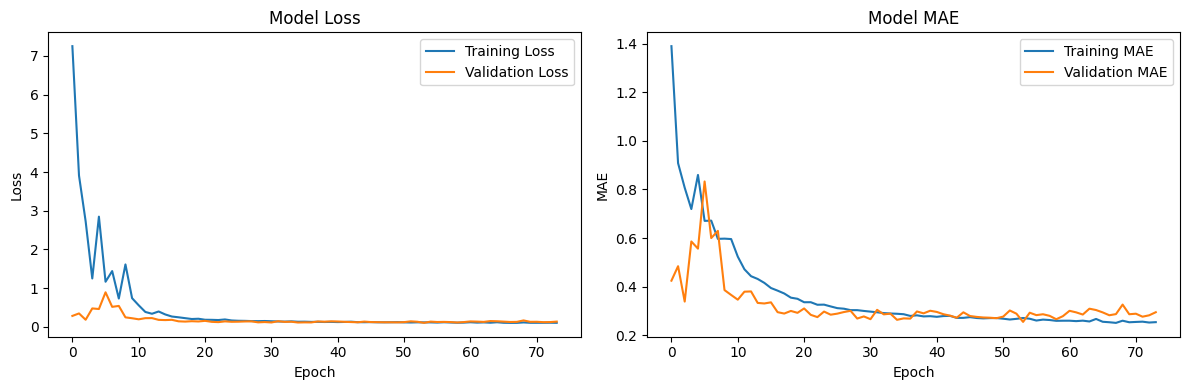 Model Loss
Training Loss
Validation Loss
Loss
7
6
5
4
3
2
1
0
0 10 20 30 40 50 60 70
Epoch
Model MAE
Training MAE
Validation MAE
MAE
1.4
1.2
1.0
0.8
0.6
0.4
0.2
0 10 20 30 40 50 60 70
Epoch